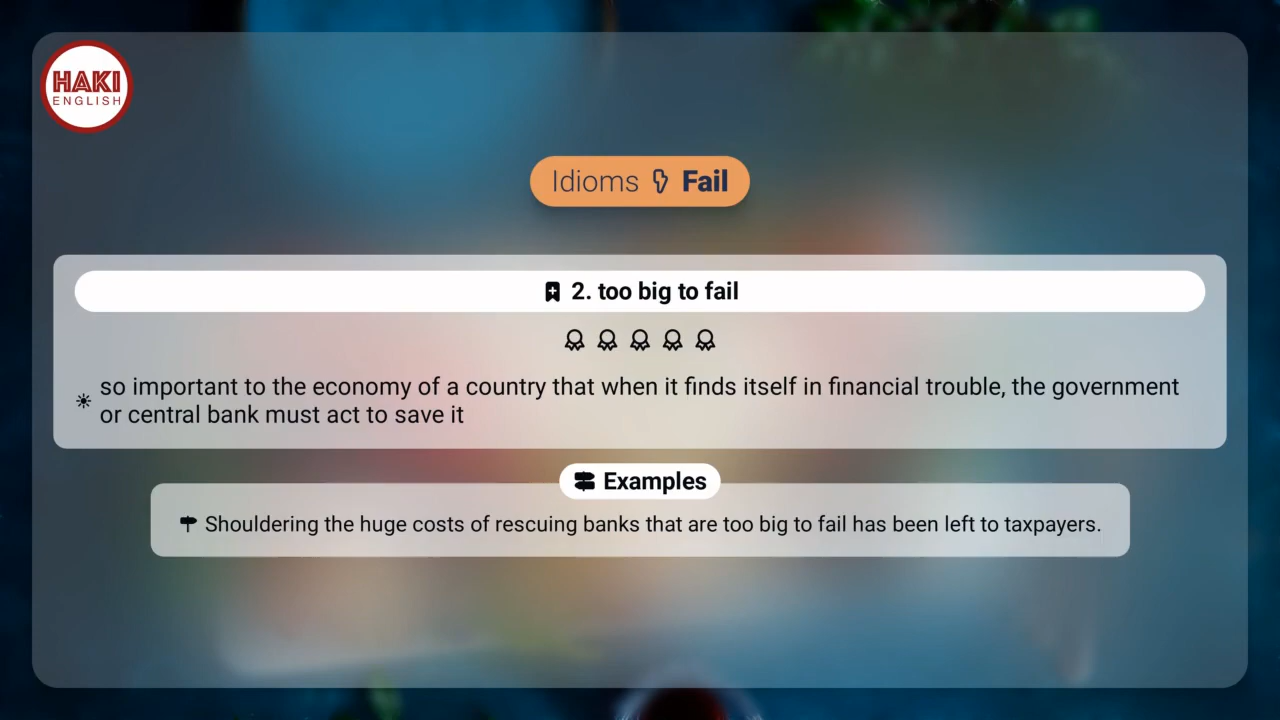 HAKI
ENGLISH
Idioms Fail
2. too big to fail
so important to the economy of a country that when it finds itself in financial trouble, the government
or central bank must act to save it
Examples
Shouldering the huge costs of rescuing banks that are too big to fail has been left to taxpayers.